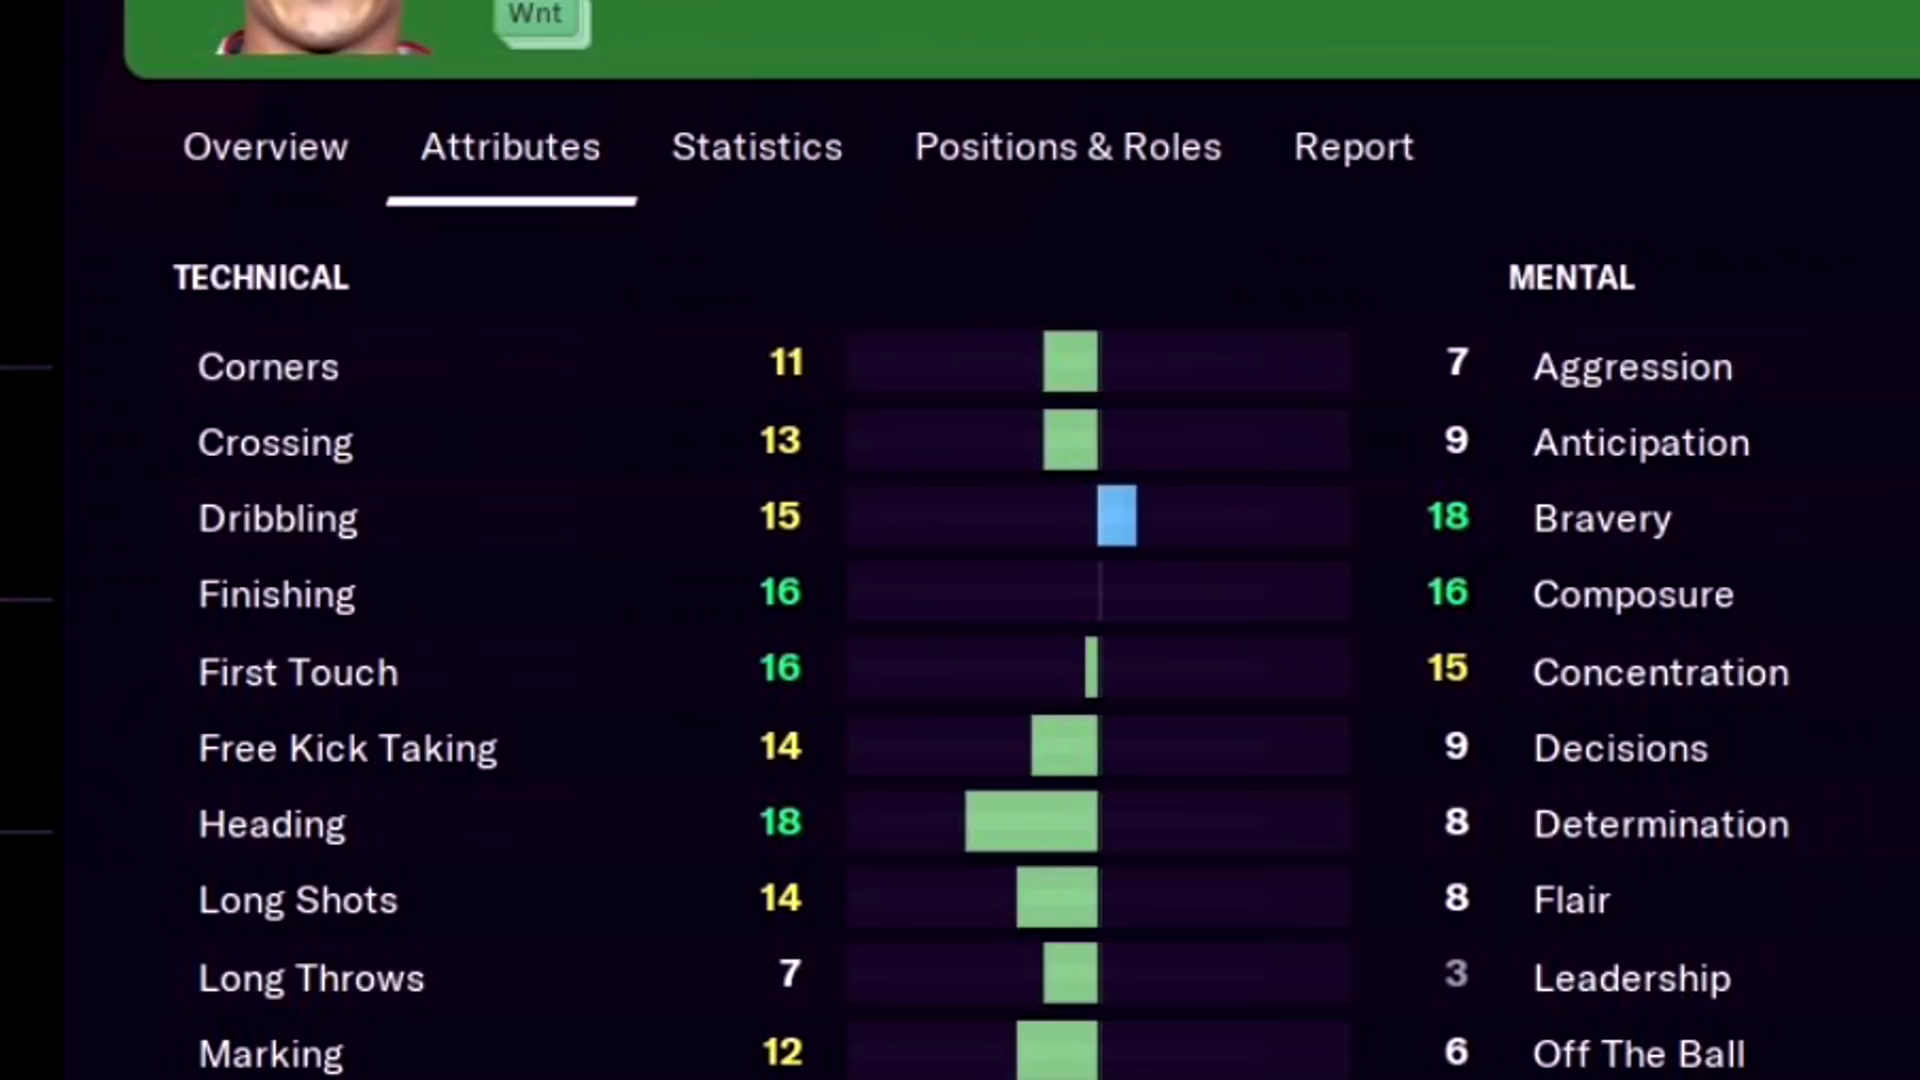 Wnt
Overview Attributes Statistics Positions & Roles Report
TECHNICAL MENTAL
Corners 11 7 Aggression
Crossing 13 9 Anticipation
Dribbling 15 18 Bravery
Finishing 16 16 Composure
First Touch 16 15 Concentration
Free Kick Taking 14 9 Decisions
Heading 18 8 Determination
Long Shots 14 8 Flair
Long Throws 7 3 Leadership
Marking 12 6 Off The Ball